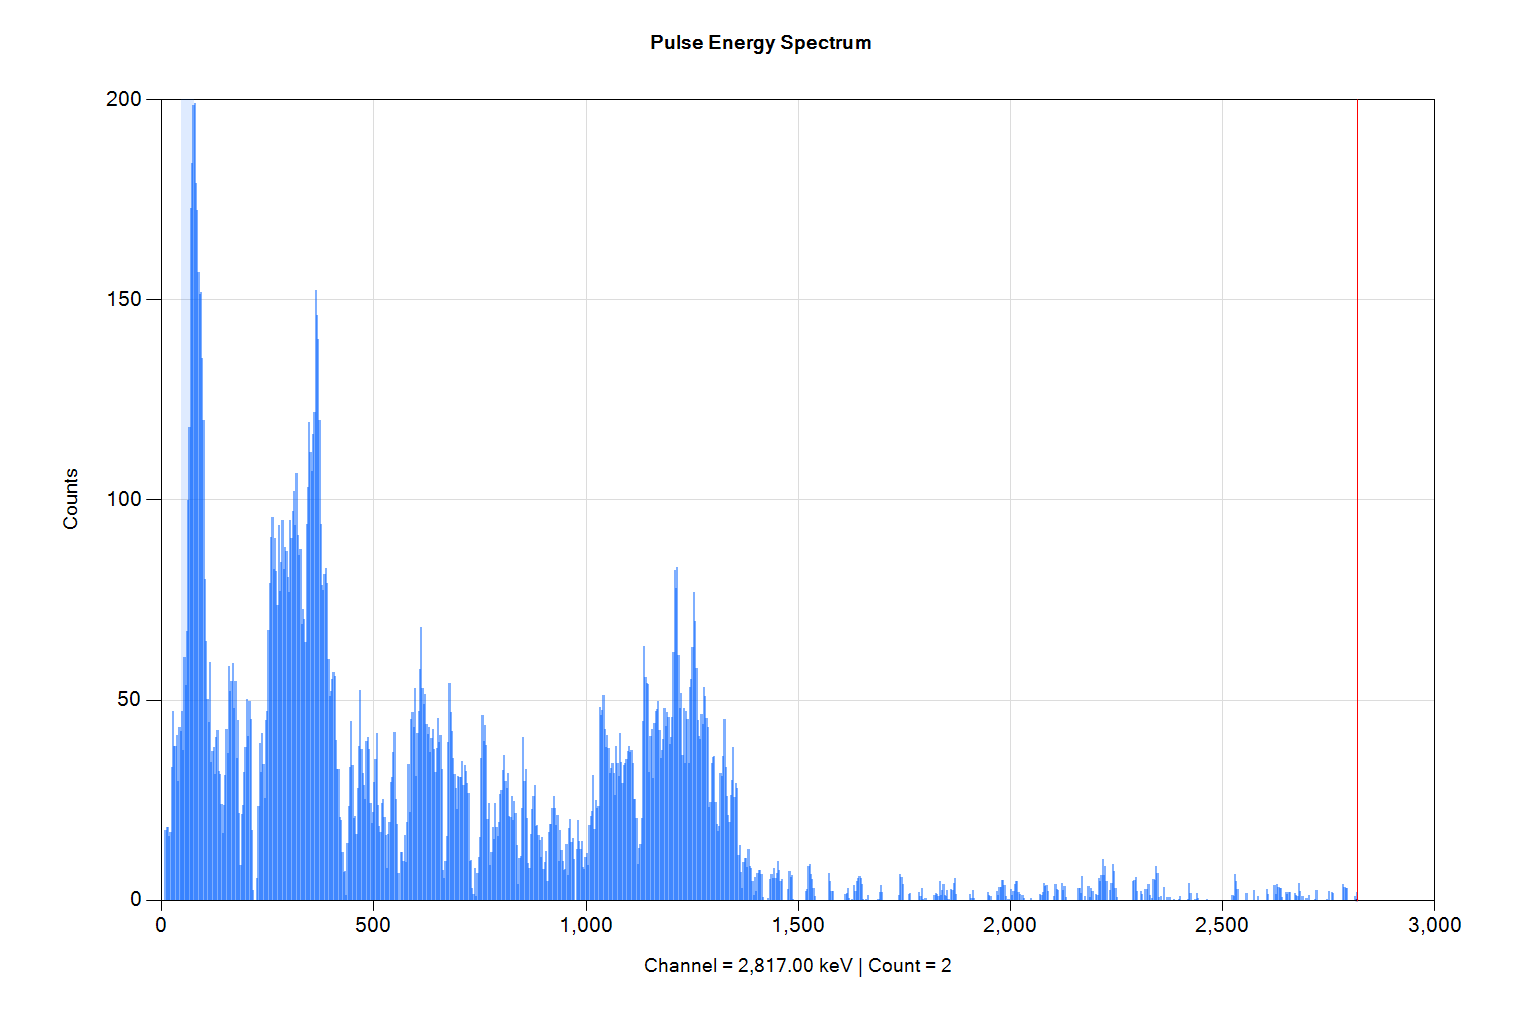 Pulse Energy Spectrum
200
150
100
50
0
Counts
0 500 1,000 1,500 2,000 2,500 3,000
Channel = 2,817.00 keV | Count = 2